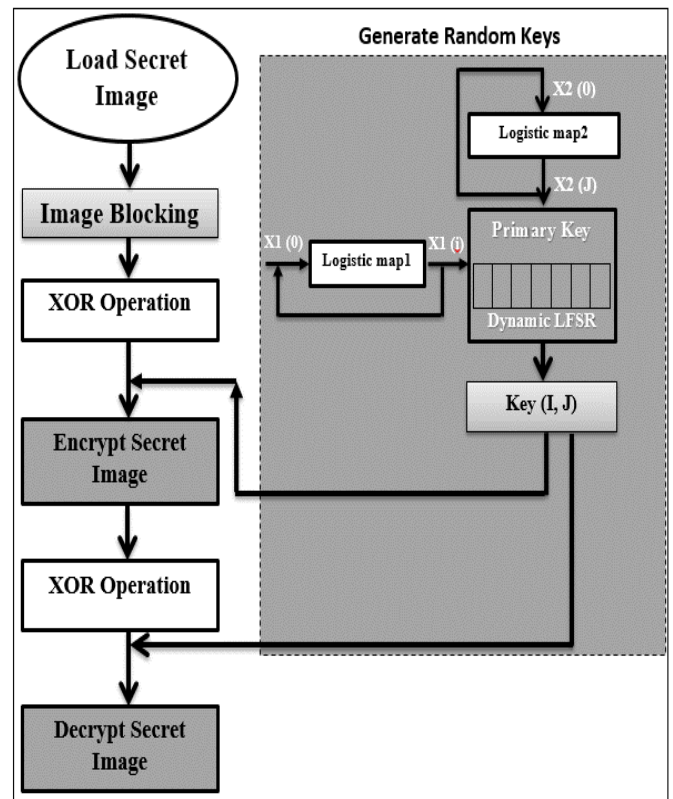 Load Secret
Image
Image Blocking
XOR Operation
Encrypt Secret
Image
XOR Operation
Decrypt Secret
Image
Generate Random Keys
X2 (0)
Logistic map2
X2 (J)
X1 (0)
Logistic map1
X1 (i)
Primary Key
Dynamic LFSR
Key (I, J)